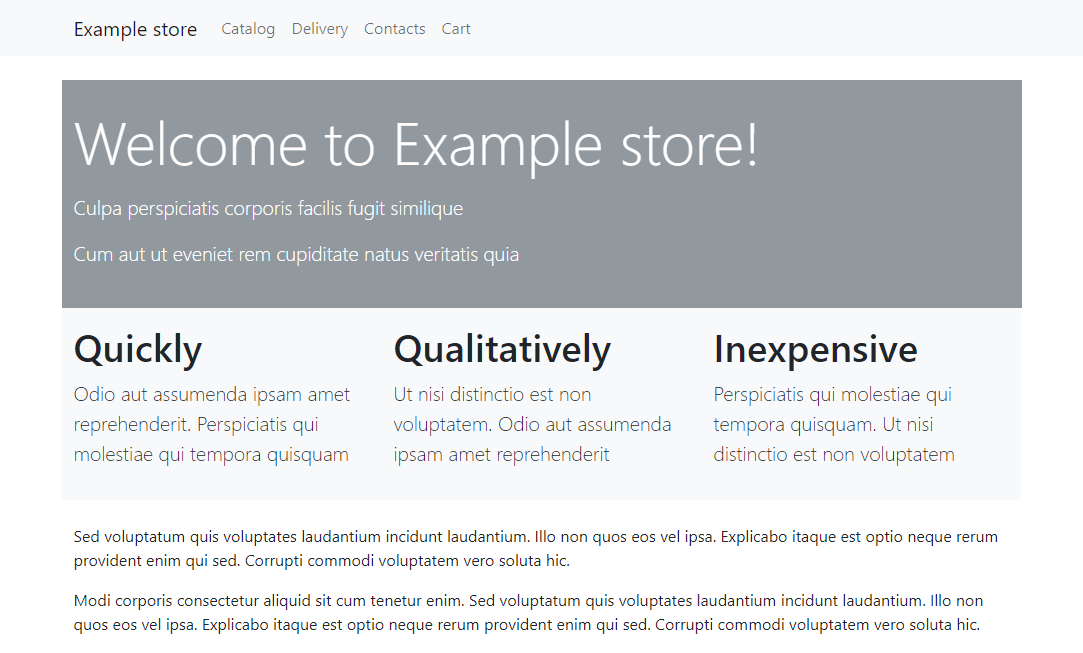 Example store Catalog Delivery Contacts Cart
Welcome to Example store!
Culpa perspiciatis corporis facilis fugit similique
Cum aut ut eveniet rem cupiditate natus veritatis quia
Quickly
Odio aut assumenda ipsam amet
reprehenderit. Perspiciatis qui
molestiae qui tempora quisquam
Qualitatively
Ut nisi distinctio est non
voluptatem. Odio aut assumenda
ipsam amet reprehenderit
Inexpensive
Perspiciatis qui molestiae qui
tempora quisquam. Ut nisi
distinctio est non voluptatem
Sed voluptatum quis voluptates laudantium incidunt laudantium. Illo non quos eos vel ipsa. Explicabo itaque est optio neque rerum
provident enim qui sed. Corrupti commodi voluptatem vero soluta hic.
Modi corporis consectetur aliquid sit cum tenetur enim. Sed voluptatum quis voluptates laudantium incidunt laudantium. Illo non
quos eos vel ipsa. Explicabo itaque est optio neque rerum provident enim qui sed. Corrupti commodi voluptatem vero soluta hic.